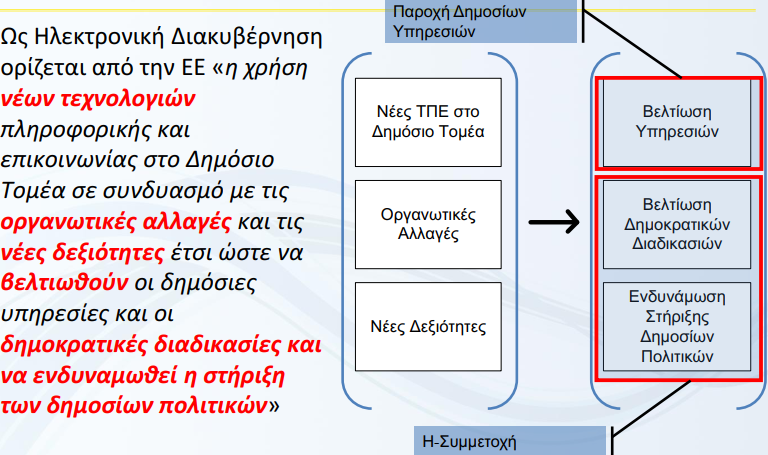 Παροχή Δημοσίων
Υπηρεσιών
Ως Ηλεκτρονική Διακυβέρνηση
ορίζεται από την ΕΕ «η χρήση
νέων τεχνολογιών
πληροφορικής και
επικοινωνίας στο Δημόσιο
Τομέα σε συνδυασμό με τις
οργανωτικές αλλαγές και τις
νέες δεξιότητες έτσι ώστε να
βελτιωθούν οι δημόσιες
υπηρεσίες και οι
δημοκρατικές διαδικασίες και
να ενδυναμωθεί η στήριξη
των δημοσίων πολιτικών»
Νέες ΤΠΕ στο
Δημόσιο Τομέα
Οργανωτικές
Αλλαγές
Νέες Δεξιότητες
Βελτίωση
Υπηρεσιών
Βελτίωση
Δημοκρατικών
Διαδικασιών
Ενδυνάμωση
Στήριξης
Δημοσίων
Πολιτικών
Η-Συμμετοχή